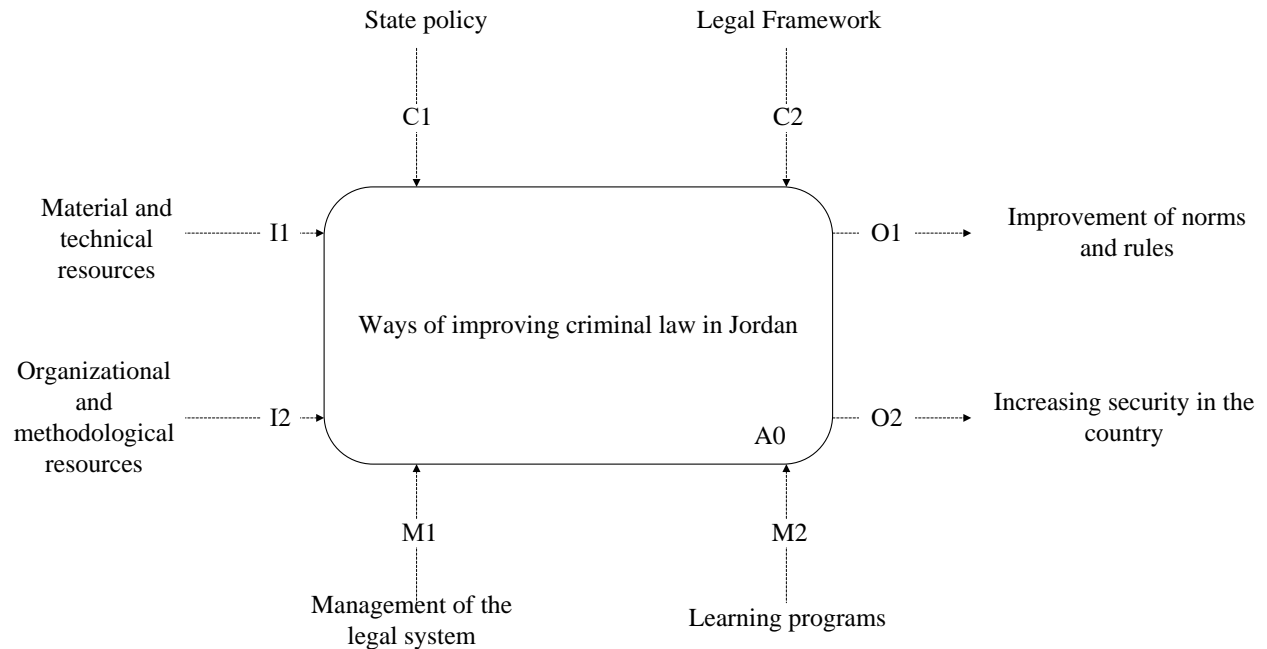 State policy
Legal Framework
C1
C2
Material and
technical
resources
I1
O1
Improvement of norms
and rules
Ways of improving criminal law in Jordan
Organizational
and
methodological
resources
I2
O2
Increasing security in the
country
A0
M1
M2
Management of the
legal system
Learning programs